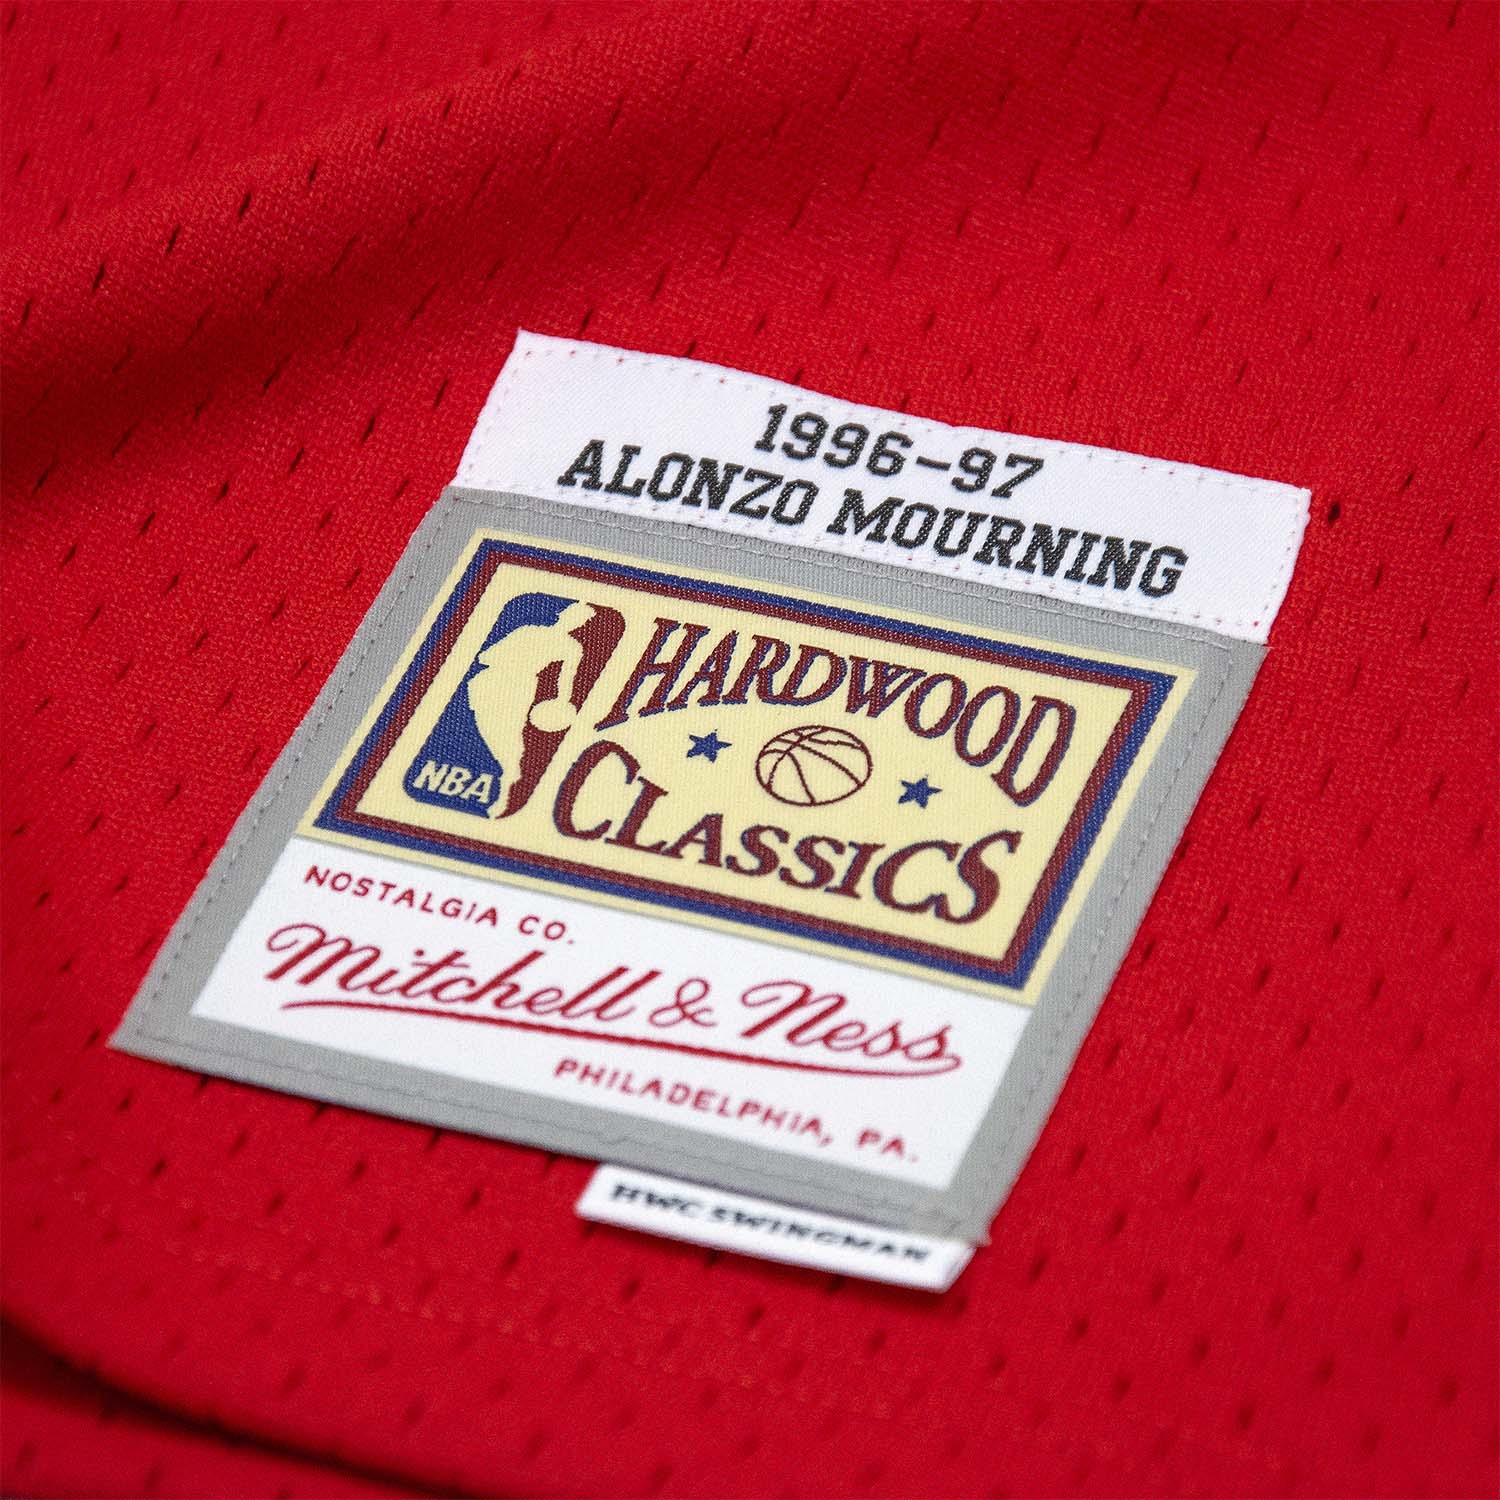 1996-97
ALONZO MOURNING
NBA
HARDWOOD
CLASSICS
NOSTALGIA CO.
Mitchell & Ness
PHILADELPHIA, PA.
HWC SWINGMAN